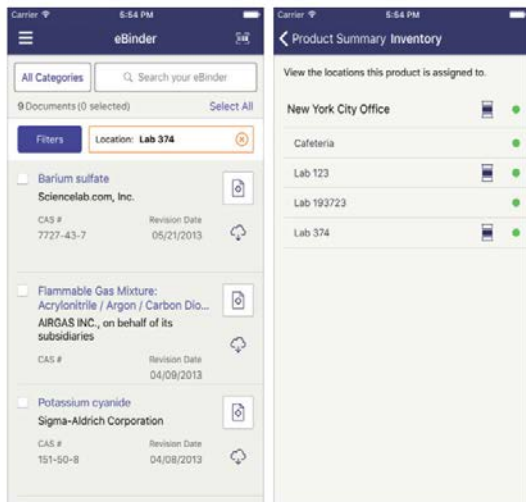 Carrier 5:54 PM
eBinder
All Categories Search your eBinder
9 Documents (0 selected) Select All
Filters Location: Lab 374
Barium sulfate
Sciencelab.com, Inc.
CAS # Revision Date
7727-43-7 05/21/2013
Flammable Gas Mixture:
Acrylonitrile / Argon / Carbon Dio...
AIRGAS INC., on behalf of its
subsidiaries
CAS # Revision Date
04/09/2013
Potassium cyanide
Sigma-Aldrich Corporation
CAS # Revision Date
151-50-8 04/08/2013
Carrier 5:54 PM
Product Summary Inventory
View the locations this product is assigned to.
New York City Office
Cafeteria
Lab 123
Lab 193723
Lab 374